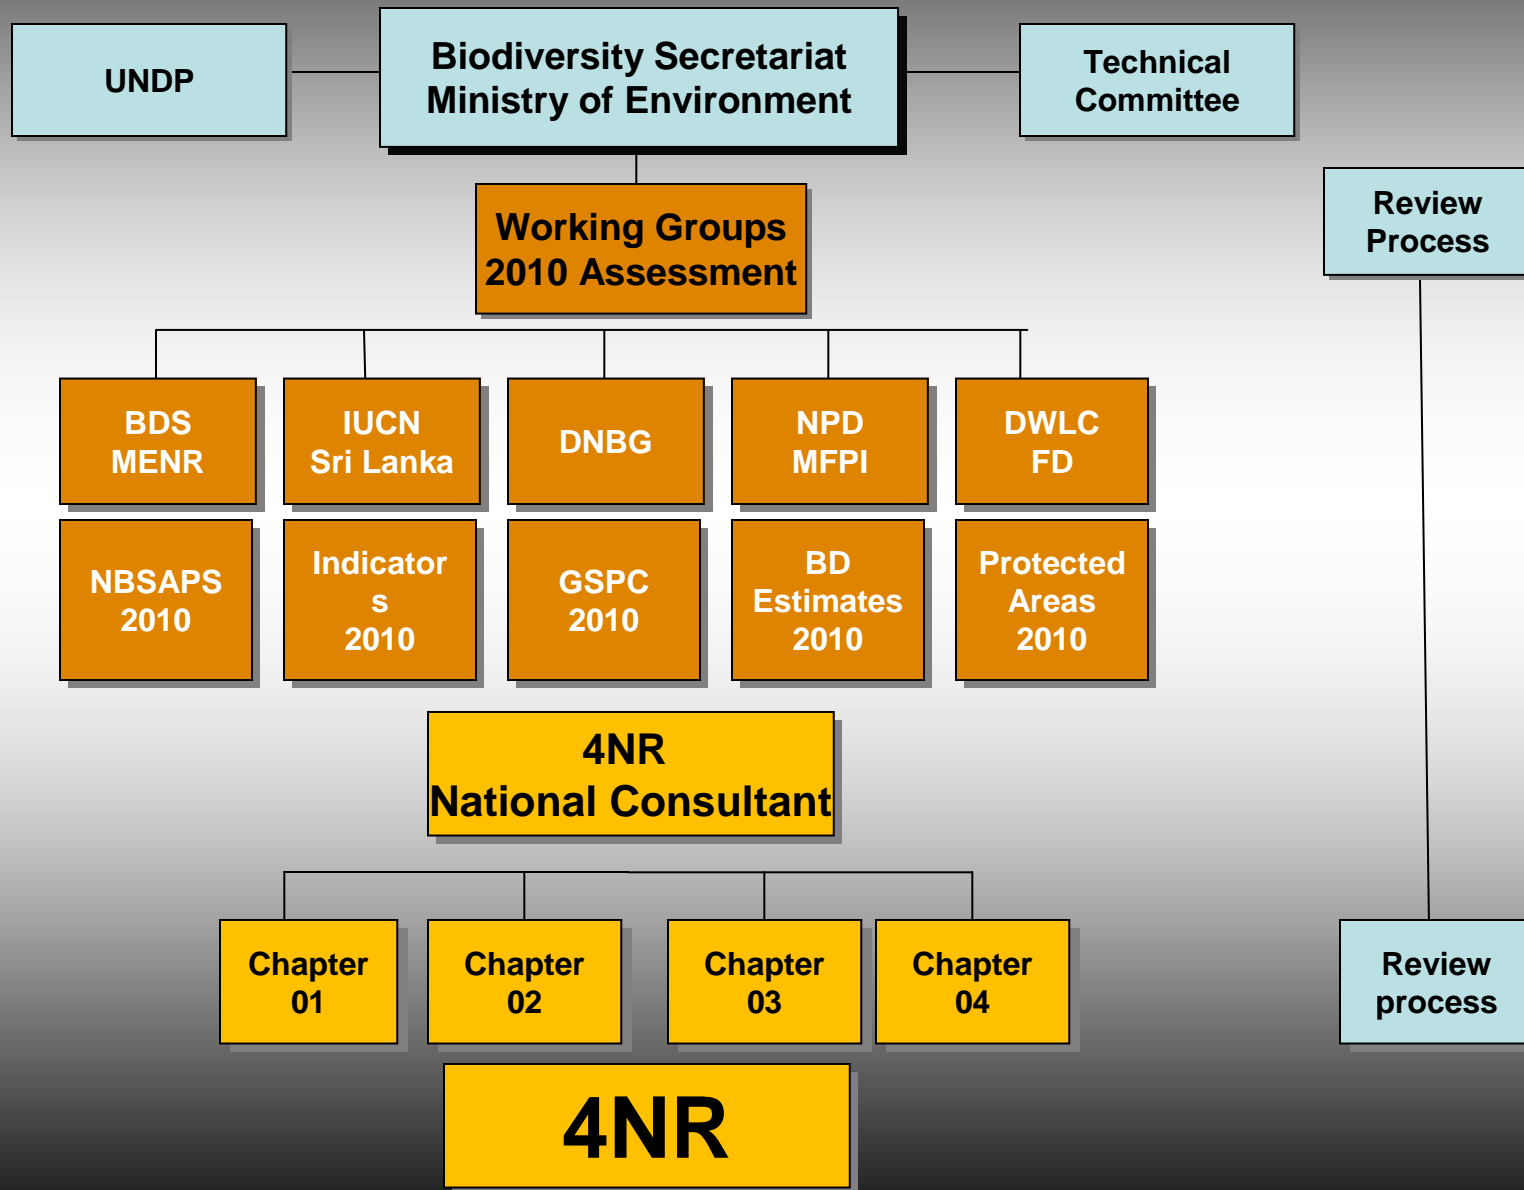 UNDP
Biodiversity Secretariat
Ministry of Environment
Technical
Committee
Working Groups
2010 Assessment
Review
Process
BDS
MENR
IUCN
Sri Lanka
DNBG
NPD
MFPI
DWLC
FD
NBSAPS
2010
Indicator
s
2010
GSPC
2010
BD
Estimates
2010
Protected
Areas
2010
4NR
National Consultant
Chapter
01
Chapter
02
Chapter
03
Chapter
04
Review
process
4NR